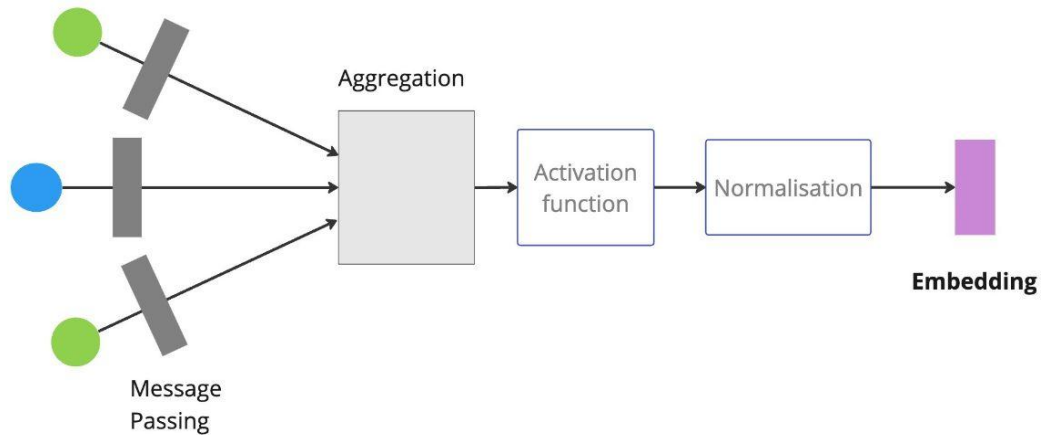 Aggregation
Activation
function
Normalisation
Embedding
Message
Passing